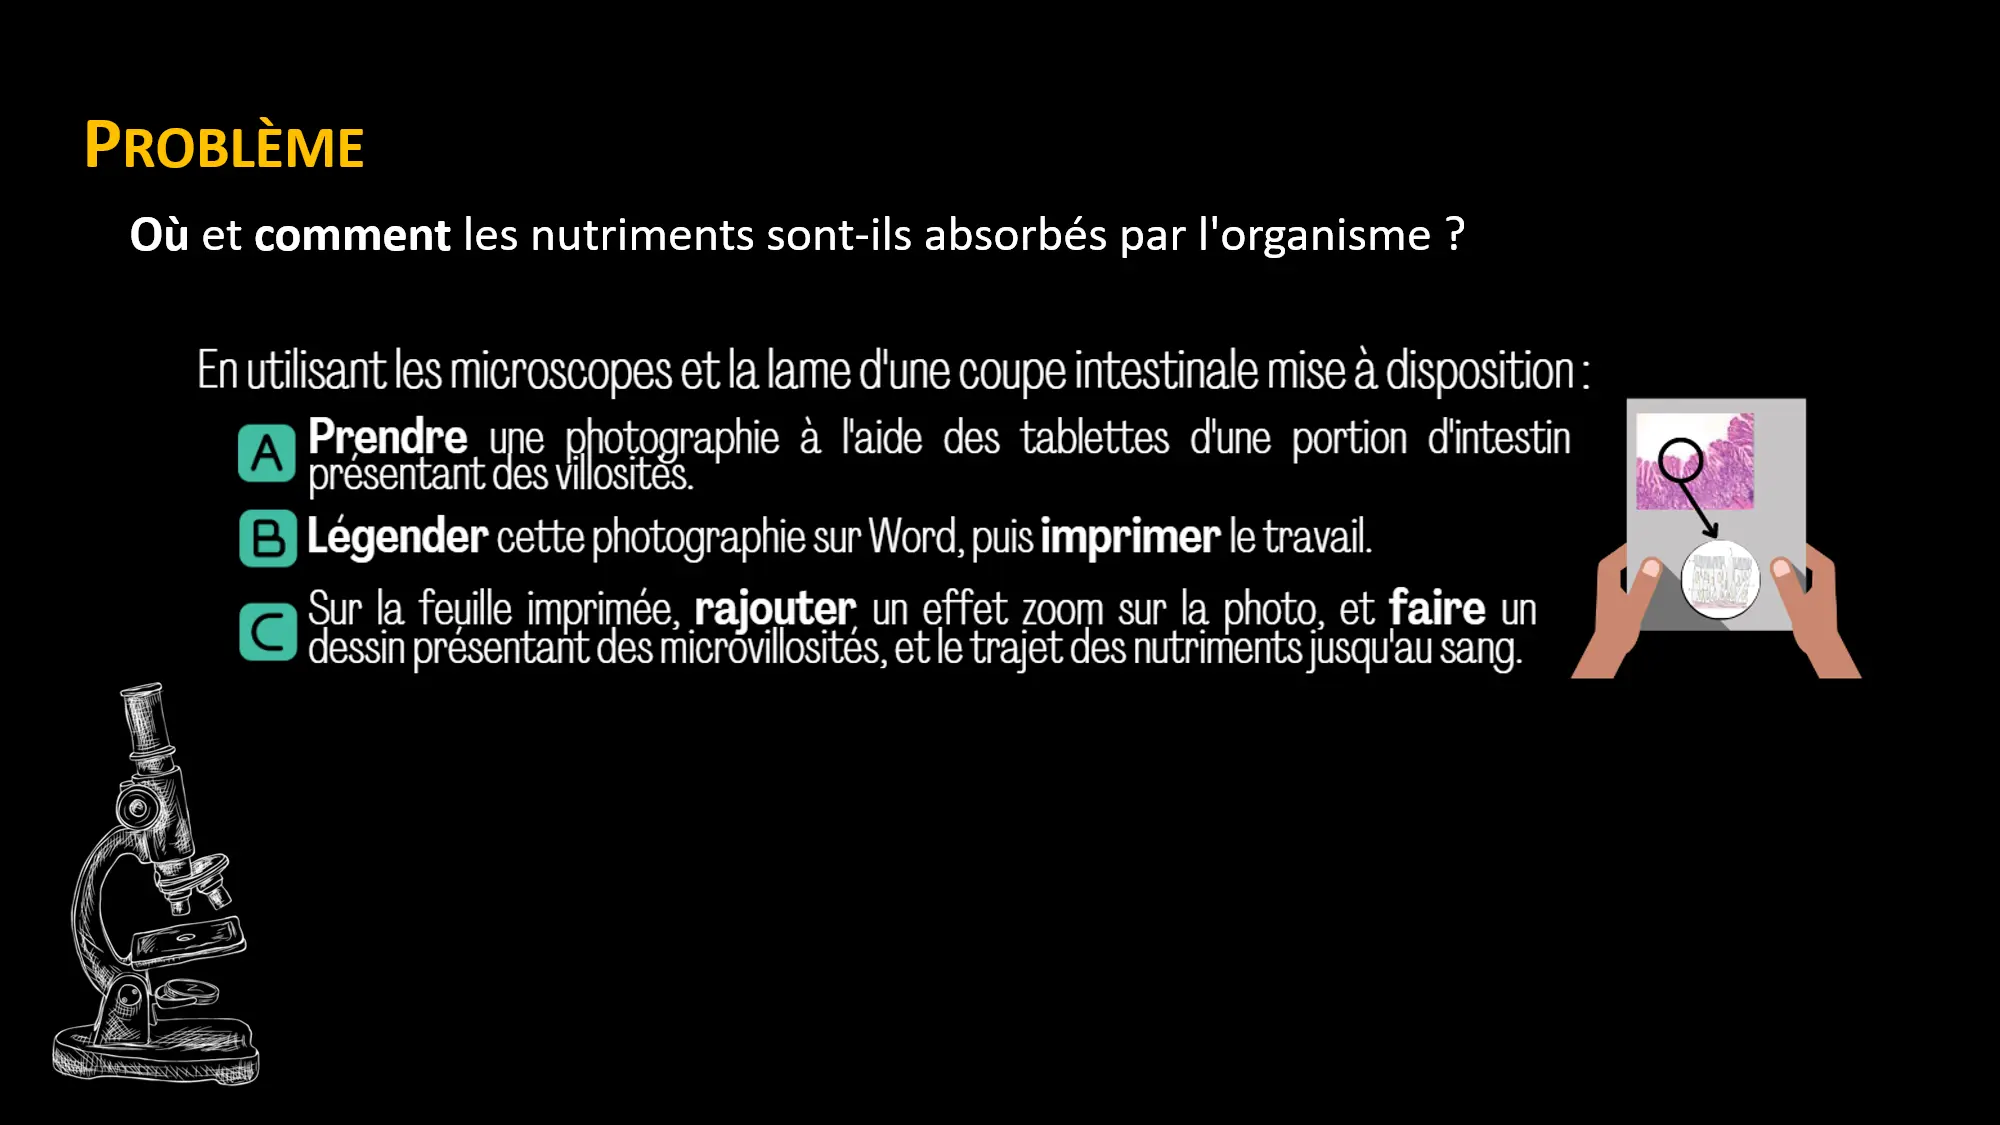 PROBLÈME
Où et comment les nutriments sont-ils absorbés par l'organisme ?
En utilisant les microscopes et la lame d'une coupe intestinale mise à disposition :
A Prendre une photographie à l'aide des tablettes d'une portion d'intestin
présentant des villosités.
B Légender cette photographie sur Word, puis imprimer le travail.
C Sur la feuille imprimée, rajouter un effet zoom sur la photo, et faire un
dessin présentant des microvillosités, et le trajet des nutriments jusqu'au sang.